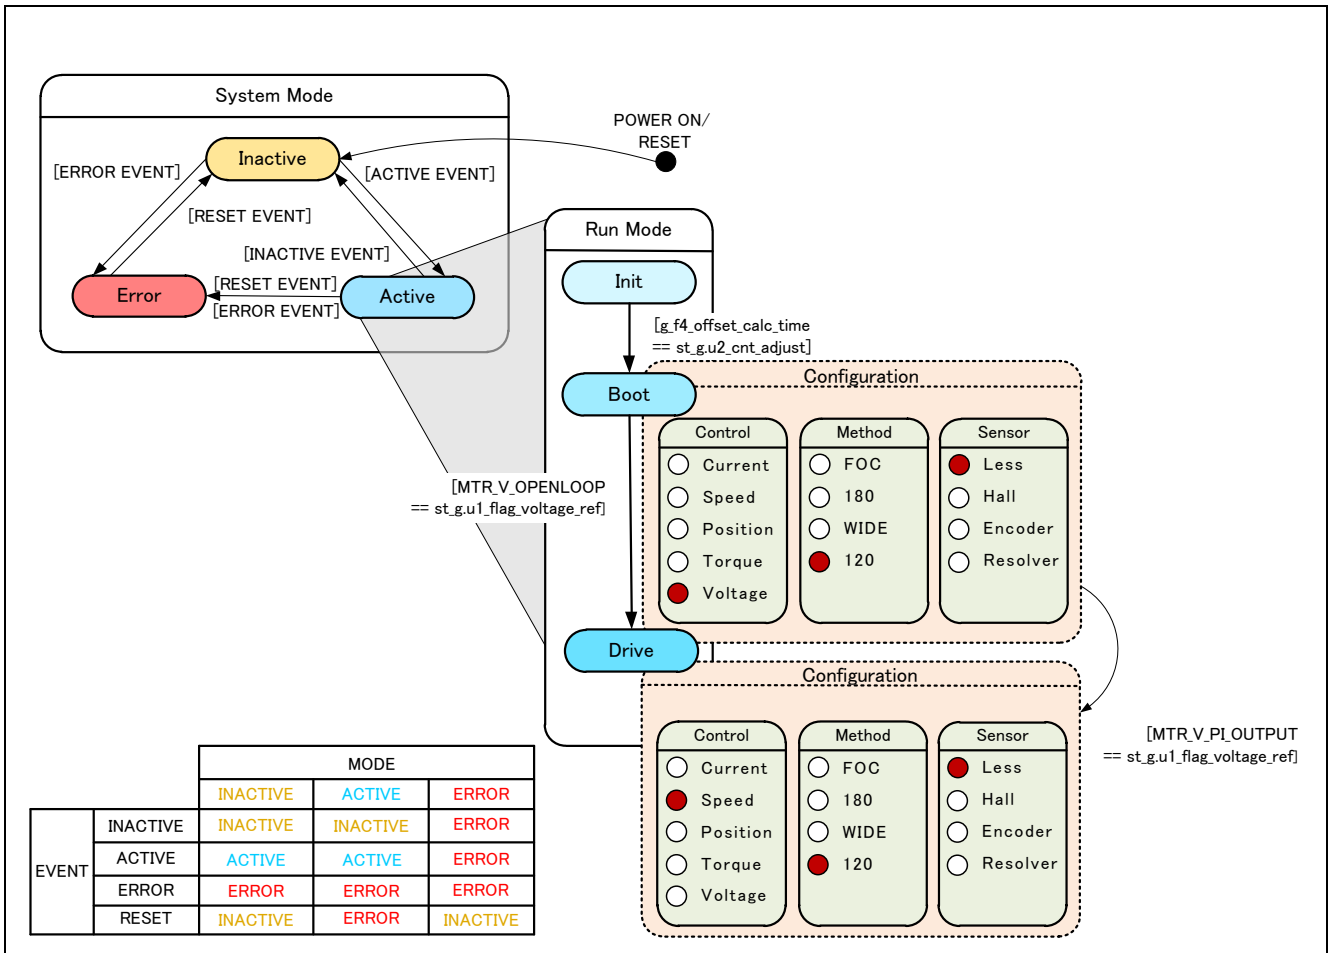 System Mode
POWER ON/
RESET
Inactive
[ERROR EVENT]
[ACTIVE EVENT]
[RESET EVENT]
[INACTIVE EVENT]
Error
[RESET EVENT]
[ERROR EVENT]
Active
Run Mode
Init
[g_f4_offset_calc_time
== st_g.u2_cnt_adjust]
Boot
[MTR_V_OPENLOOP
== st_g.u1_flag_voltage_ref]
Drive
Configuration
Control
Current
Speed
Position
Torque
Voltage
Method
FOC
180
WIDE
120
Sensor
Less
Hall
Encoder
Resolver
Configuration
Control
Current
Speed
Position
Torque
Voltage
Method
FOC
180
WIDE
120
Sensor
Less
Hall
Encoder
Resolver
[MTR_V_PI_OUTPUT
== st_g.u1_flag_voltage_ref]
MODE
INACTIVE ACTIVE ERROR
EVENT
INACTIVE INACTIVE INACTIVE ERROR
ACTIVE ACTIVE ACTIVE ERROR
ERROR ERROR ERROR ERROR
RESET INACTIVE ERROR INACTIVE